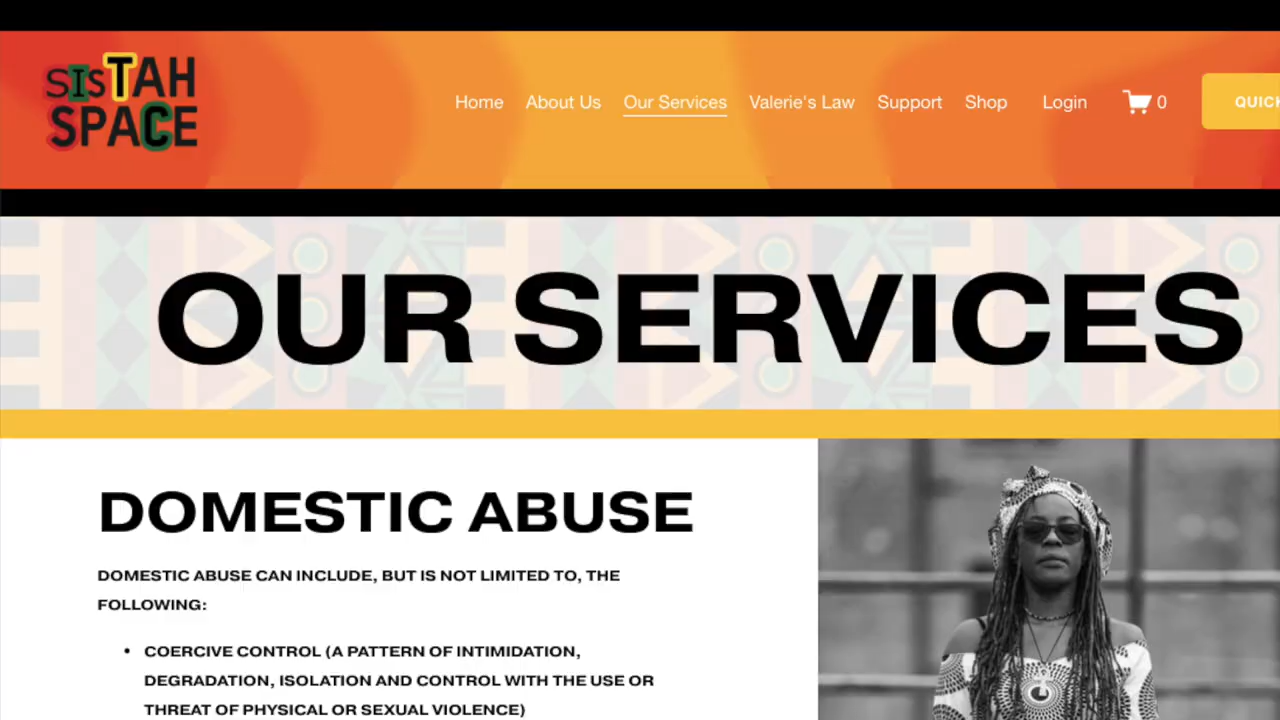 SISTAH
SPACE
Home About Us Our Services Valerie's Law Support Shop Login 0
OUR SERVICES
DOMESTIC ABUSE
DOMESTIC ABUSE CAN INCLUDE, BUT IS NOT LIMITED TO, THE
FOLLOWING:
• COERCIVE CONTROL (A PATTERN OF INTIMIDATION,
DEGRADATION, ISOLATION AND CONTROL WITH THE USE OR
THREAT OF PHYSICAL OR SEXUAL VIOLENCE)